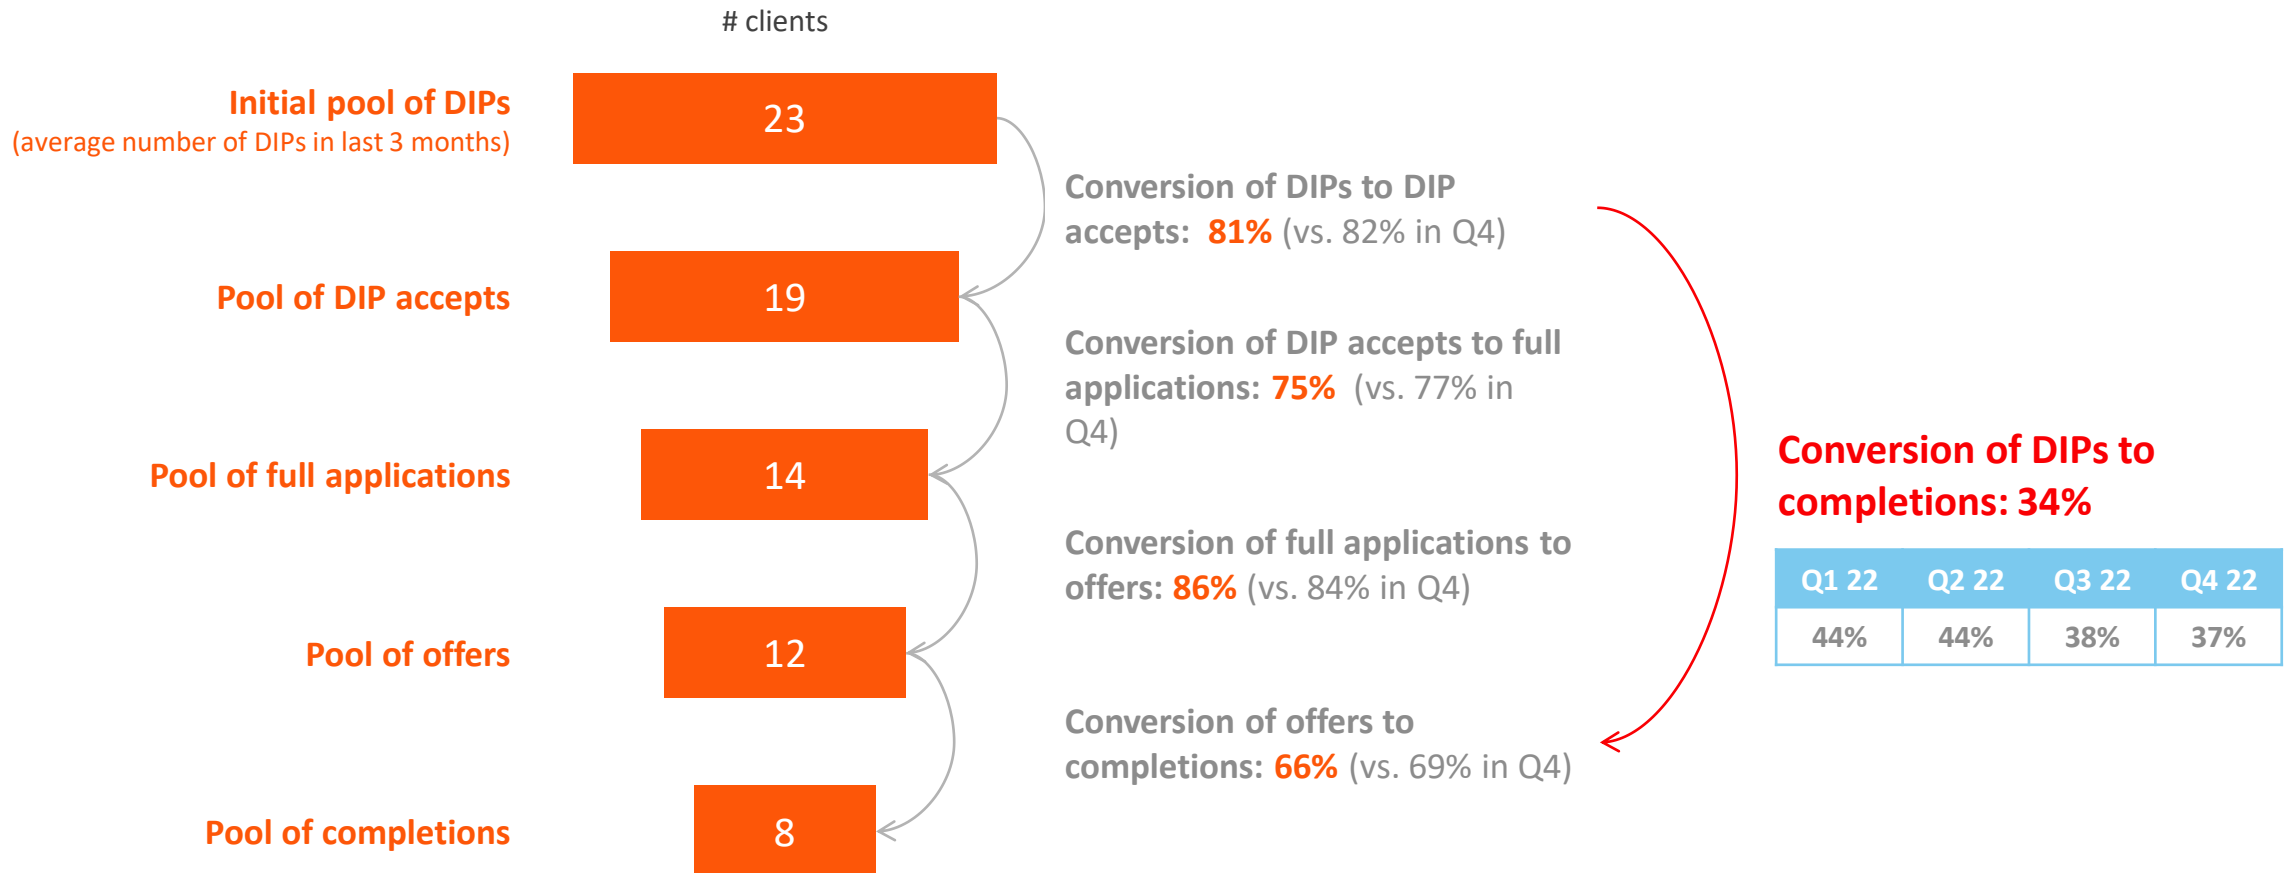 # clients
Initial pool of DIPs
(average number of DIPs in last 3 months)
23
Conversion of DIPs to DIP
accepts: 81% (vs. 82% in Q4)
Pool of DIP accepts
19
Conversion of DIP accepts to full
applications: 75% (vs. 77% in
Q4)
Pool of full applications
14
Conversion of full applications to
offers: 86% (vs. 84% in Q4)
Pool of offers
12
Conversion of offers to
completions: 66% (vs. 69% in Q4)
Pool of completions
8
Conversion of DIPs to
completions: 34%
Q1 22 Q2 22 Q3 22 Q4 22
44% 44% 38% 37%